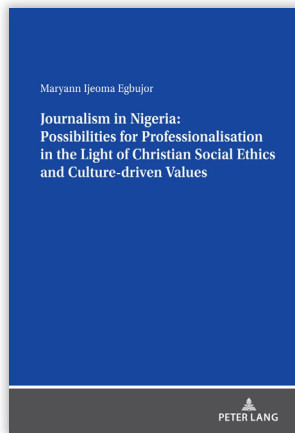 Maryann Ijeoma Egbujor
Journalism in Nigeria:
Possibilities for Professionalisation
in the Light of Christian Social Ethics
and Culture-driven Values
PETER LANG